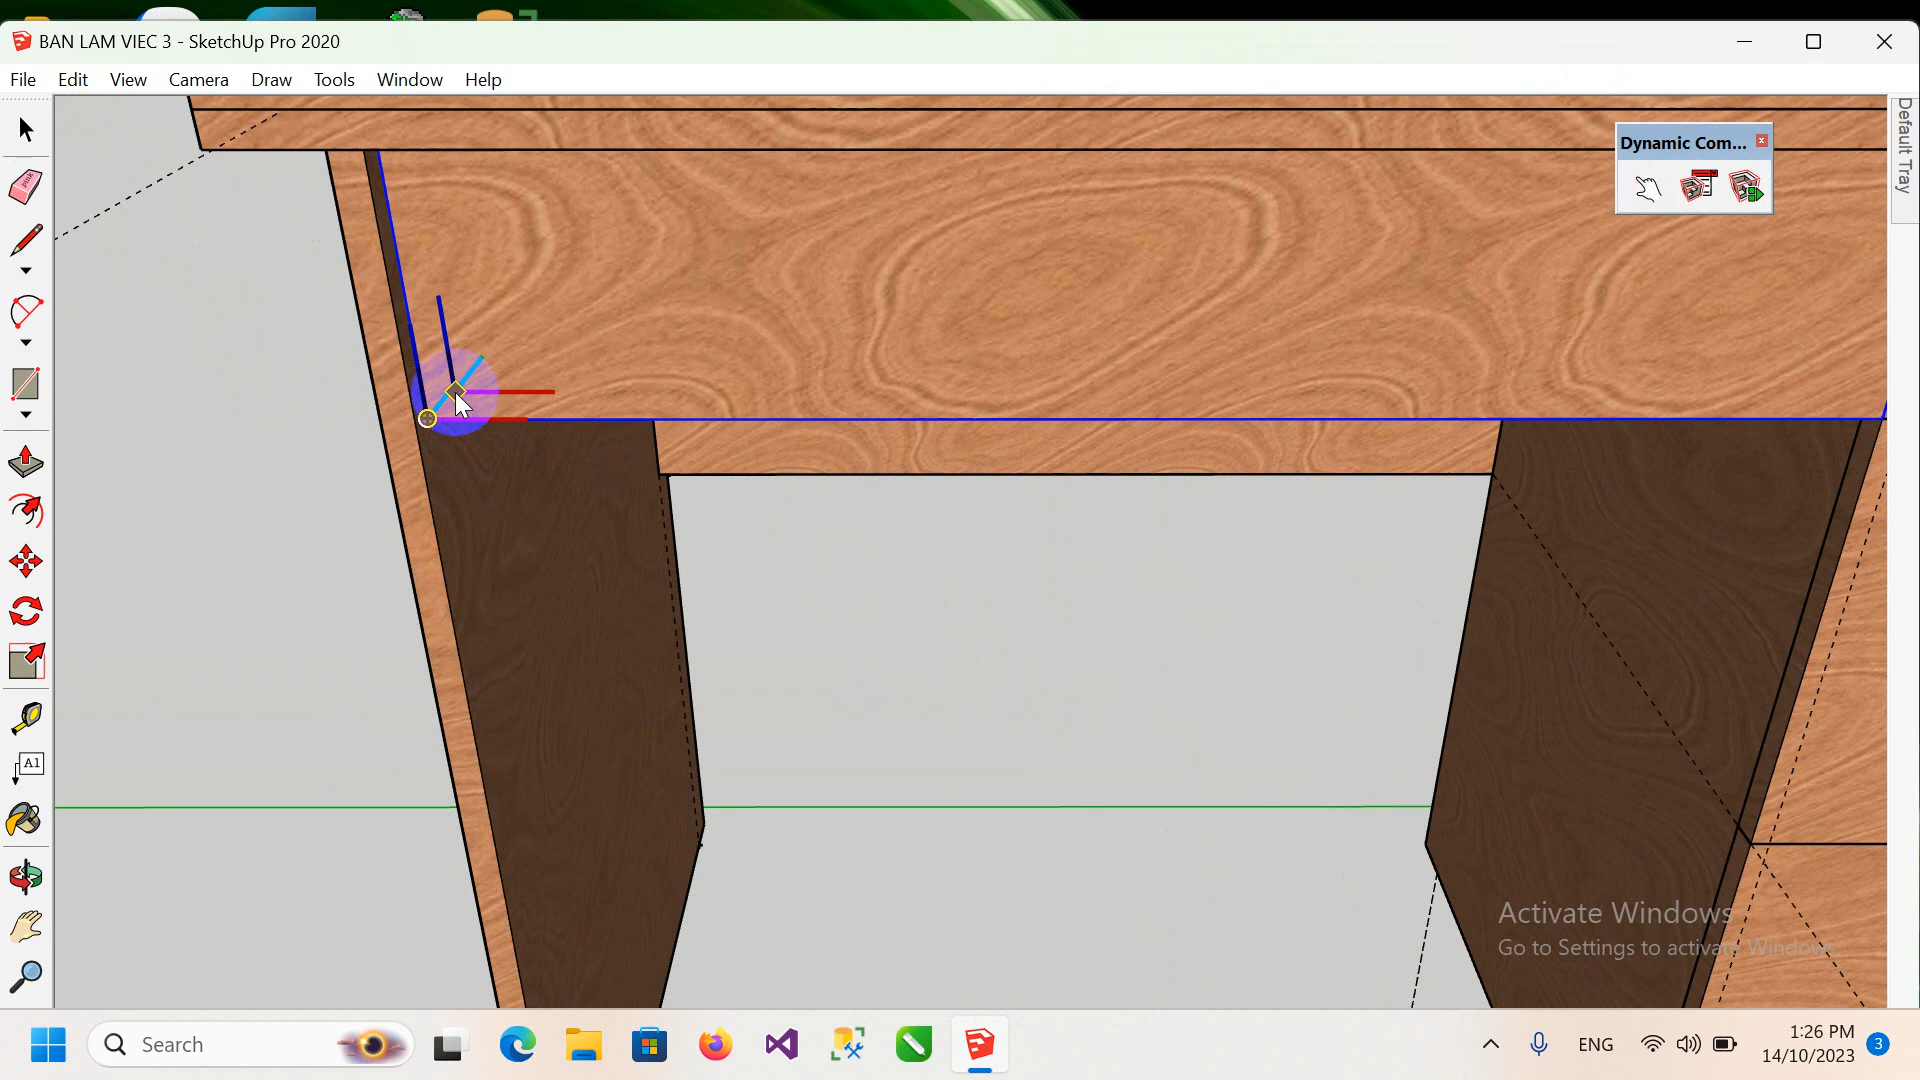 BAN LAM VIEC 3 - SketchUp Pro 2020
File Edit View Camera Draw Tools Window Help
Dynamic Com...
Default Tray
A1
Activate Windows
Go to Settings to activate Windows.
Search
ENG
1:26 PM
14/10/2023
3